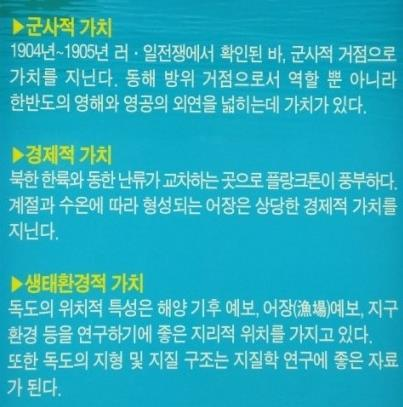 ▶군사적 가치
1904년~1905년 러·일전쟁에서 확인된 바, 군사적 거점으로
가치를 지닌다. 동해 방위 거점으로서 역할 뿐 아니라
한반도의 영해와 영공의 외연을 넓히는데 가치가 있다.
▶경제적 가치
북한 한륙와 동한 난류가 교차하는 곳으로 플랑크톤이 풍부하다.
계절과 수온에 따라 형성되는 어장은 상당한 경제적 가치를
지닌다.
▶생태환경적 가치
독도의 위치적 특성은 해양 기후 예보, 어장(漁場)예보, 지구
환경 등을 연구하기에 좋은 지리적 위치를 가지고 있다.
또한 독도의 지형 및 지질 구조는 지질학 연구에 좋은 자료
가 된다.